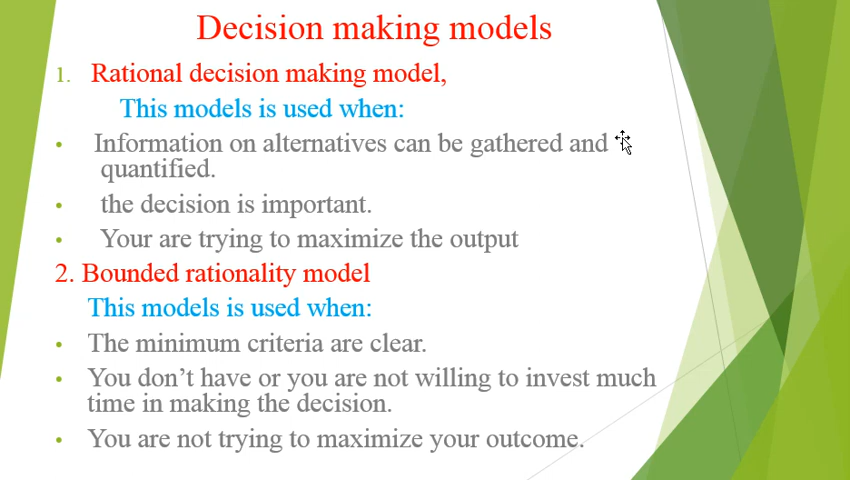 Decision making models
1. Rational decision making model,
This models is used when:
• Information on alternatives can be gathered and
quantified.
• the decision is important.
• Your are trying to maximize the output
2. Bounded rationality model
This models is used when:
• The minimum criteria are clear.
• You don't have or you are not willing to invest much
time in making the decision.
• You are not trying to maximize your outcome.